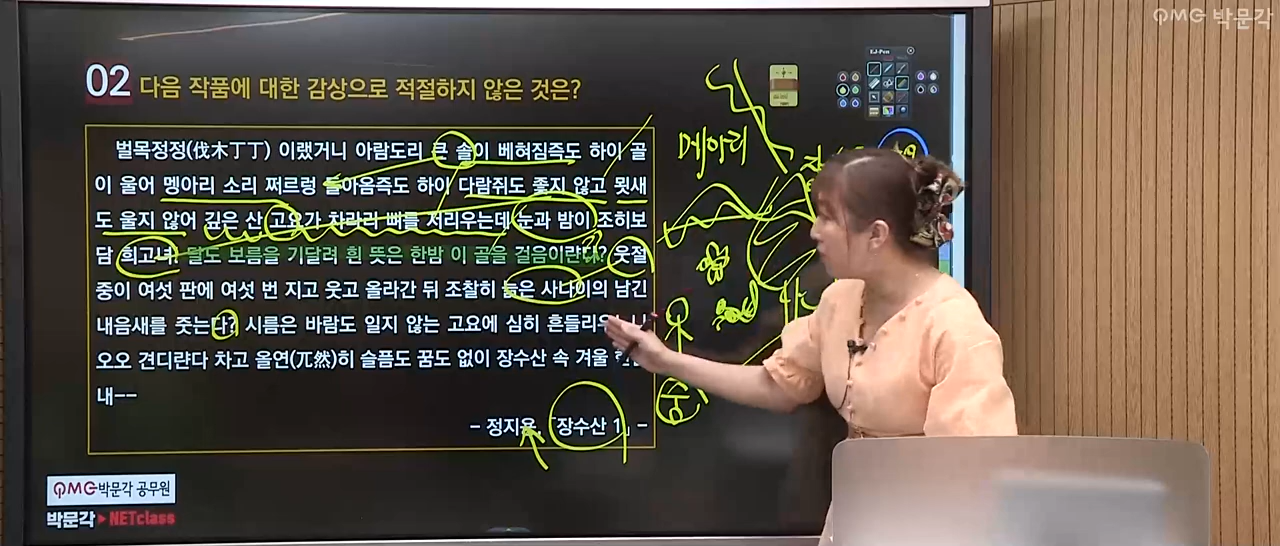 PMG 박문각
02 다음 작품에 대한 감상으로 적절하지 않은 것은?
벌목정정(伐木丁丁) 이랬거니 아람도리 큰 솔이 베혀짐즉도 하이 골
이 울어 멩아리 소리 쩌르렁 돌아옴즉도 하이 다람쥐도 좇지 않고 묏새
도 울지 않어 깊은 산 고요가 차라리 뼈를 저리우는데 눈과 밤이 조히보
담 희고녀! 달도 보름을 기달려 흰 뜻은 한밤 이 골을 걸음이란다? 웃절
중이 여섯 판에 여섯 번 지고 웃고 올라간 뒤 조찰히 늙은 사나이의 남긴
내음새를 줏는다? 시름은 바람도 일지 않는 고요에 심히 흔들리우노니
오오 견디란다 차고 올연(兀然)히 슬픔도 꿈도 없이 장수산 속 겨울
내――
- 정지용, 「장수산 1」 -
메아리
PMG 박문각 공무원
박문각 NETclass